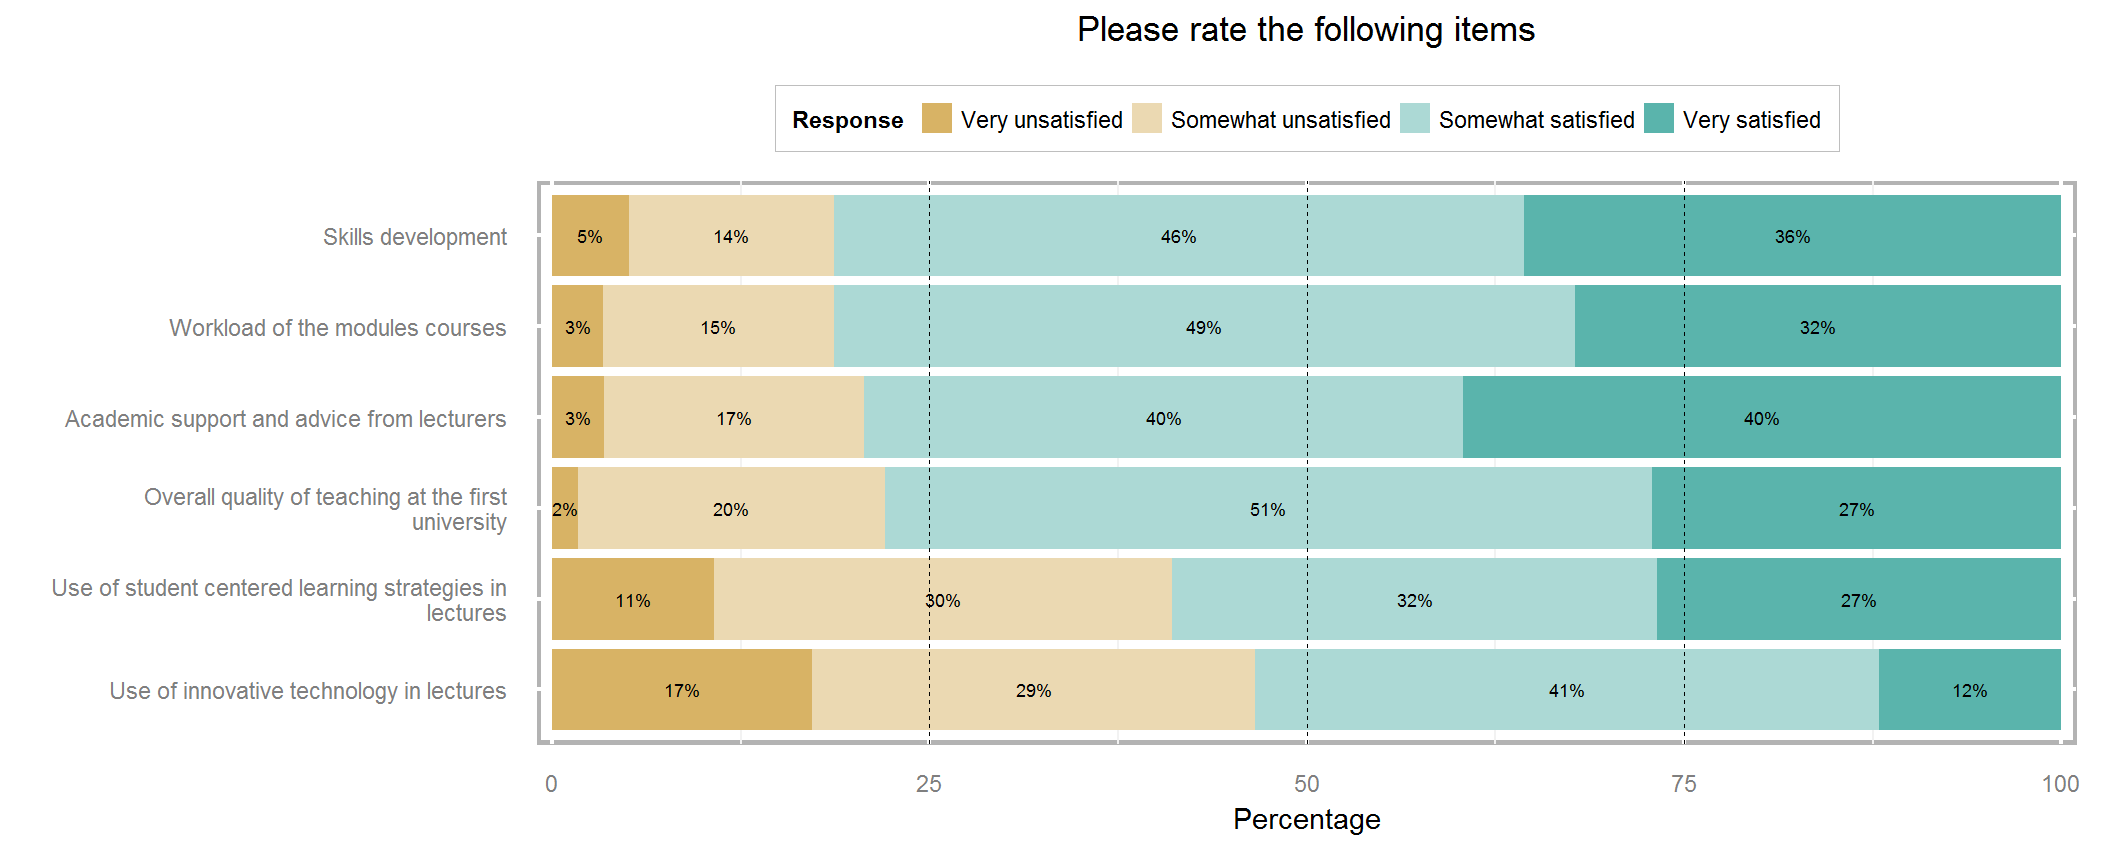 Please rate the following items
Response Very unsatisfied Somewhat unsatisfied Somewhat satisfied Very satisfied
Skills development 5% 14% 46% 36%
Workload of the modules courses 3% 15% 49% 32%
Academic support and advice from lecturers 3% 17% 40% 40%
Overall quality of teaching at the first
university
2% 20% 51% 27%
Use of student centered learning strategies in
lectures
11% 30% 32% 27%
Use of innovative technology in lectures 17% 29% 41% 12%
0 25 50 75 100
Percentage